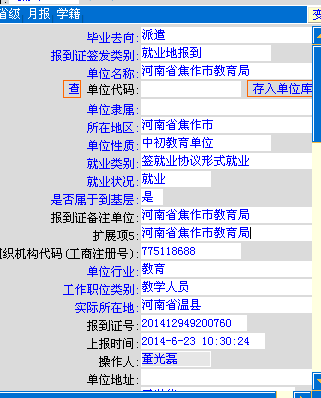 省级 月报 学籍
变
毕业去向: 派遣
报到证签发类别: 就业地报到
单位名称: 河南省焦作市教育局
查 单位代码: 存入单位库
单位隶属:
所在地区: 河南省焦作市
单位性质: 中初教育单位
就业类别: 签就业协议形式就业
就业状况: 就业
是否属于到基层: 是
报到证备注单位: 河南省焦作市教育局
扩展项5: 河南省焦作市教育局
组织机构代码(工商注册号): 775118688
单位行业: 教育
工作职位类别: 教学人员
实际所在地: 河南省温县
报到证号: 201412949200760
上报时间: 2014-6-23 10:30:24
操作人: 董光磊
单位地址: